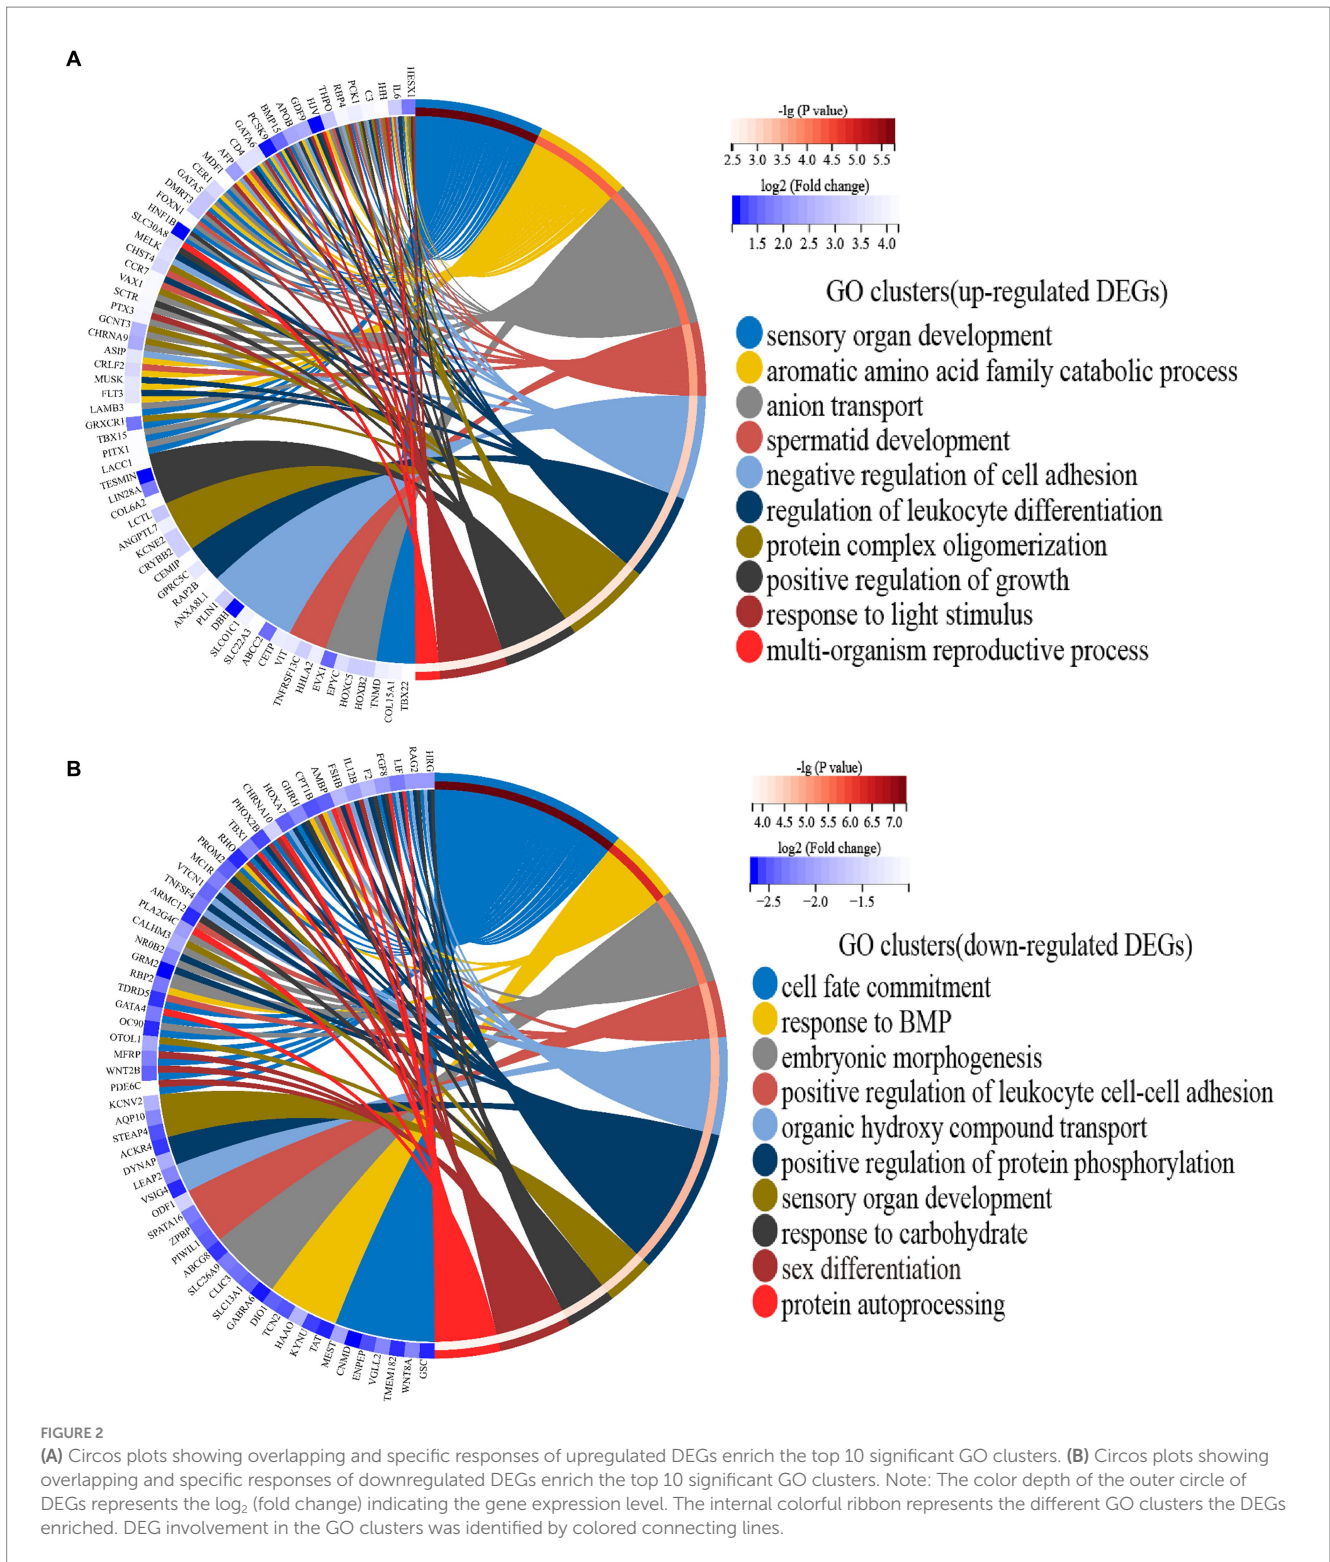 A
HESX1
IL6
IHH
C3
PCK1
RBP4
THPO
HJV
GDF9
APOB
BMP15
PCSK9
GATA6
CD4
AFP
MDFI
CER1
GATA5
DMRT3
FOXN1
HNF1B
SLC30A8
MELK
CHST4
CCR7
VAX1
SCTR
PTX3
GCNT3
CHRNA9
ASIP
CRLF2
MUSK
FLT3
LAMB3
GRXCR1
TBX15
PITX1
LACC1
TESMIN
LIN28A
COL6A2
LCTL
ANGPTL7
KCNE2
CRYBB2
CEMIP
GPRC5C
RAP2B
ANXA8L1
PLIN1
DBH
SLCO1C1
SLC22A3
ABCC2
CETP
VIT
TNFRSF13C
HHLA2
EVX1
EPYC
HOXC5
HOXB2
TNMD
COL15A1
TBX22
-lg (P value)
2.5 3.0 3.5 4.0 4.5 5.0 5.5
log2 (Fold change)
1.5 2.0 2.5 3.0 3.5 4.0
GO clusters(up-regulated DEGs)
sensory organ development
aromatic amino acid family catabolic process
anion transport
spermatid development
negative regulation of cell adhesion
regulation of leukocyte differentiation
protein complex oligomerization
positive regulation of growth
response to light stimulus
multi-organism reproductive process
B
HRG
RAG2
LIF
FGF8
F2
IL12B
FSHB
AMBP
CPT1B
GHRH
HOXA7
CHRNA10
PHOX2B
TBX1
RHO
PROM2
MC1R
VTCN1
TNFSF4
ARMC12
PLA2G4C
CALHM3
NR0B2
GRM2
RBP2
TDRD5
GATA4
OC90
OTOL1
MFRP
WNT2B
PDE6C
KCNV2
AQP10
STEAP4
ACKR4
DYNAP
LEAP2
VSIG4
ODF1
SPATA16
ZPBP
PIWIL1
ABCG8
SLC26A9
CLIC3
SLC13A1
GABRA6
DIO1
TCN2
HAAO
KYNU
TAT
MEST
CNMD
ENPEP
VGLL2
TMEM182
WNT8A
GSC
-lg (P value)
4.0 4.5 5.0 5.5 6.0 6.5 7.0
log2 (Fold change)
−2.5 −2.0 −1.5
GO clusters(down-regulated DEGs)
cell fate commitment
response to BMP
embryonic morphogenesis
positive regulation of leukocyte cell-cell adhesion
organic hydroxy compound transport
positive regulation of protein phosphorylation
sensory organ development
response to carbohydrate
sex differentiation
protein autoprocessing
FIGURE 2
(A) Circos plots showing overlapping and specific responses of upregulated DEGs enrich the top 10 significant GO clusters. (B) Circos plots showing
overlapping and specific responses of downregulated DEGs enrich the top 10 significant GO clusters. Note: The color depth of the outer circle of
DEGs represents the log₂ (fold change) indicating the gene expression level. The internal colorful ribbon represents the different GO clusters the DEGs
enriched. DEG involvement in the GO clusters was identified by colored connecting lines.